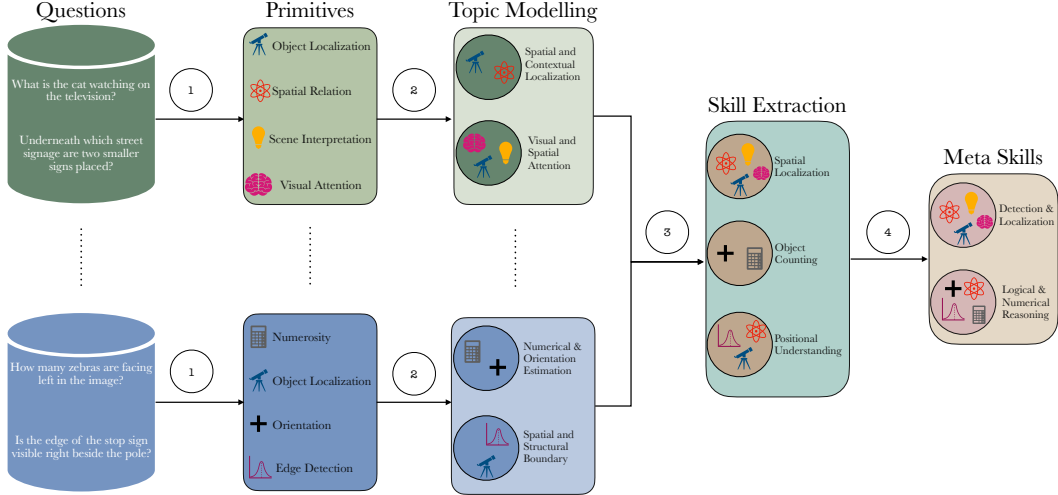 Questions
Primitives
Topic Modelling
What is the cat watching on
the television?
Underneath which street
signage are two smaller
signs placed?
1
Object Localization
Spatial Relation
Scene Interpretation
Visual Attention
2
Spatial and
Contextual
Localization
Visual and
Spatial
Attention
How many zebras are facing
left in the image?
Is the edge of the stop sign
visible right beside the pole?
1
Numerosity
Object Localization
Orientation
Edge Detection
2
Numerical &
Orientation
Estimation
Spatial and
Structural
Boundary
3
Skill Extraction
Spatial
Localization
Object
Counting
Positional
Understanding
4
Meta Skills
Detection &
Localization
Logical &
Numerical
Reasoning